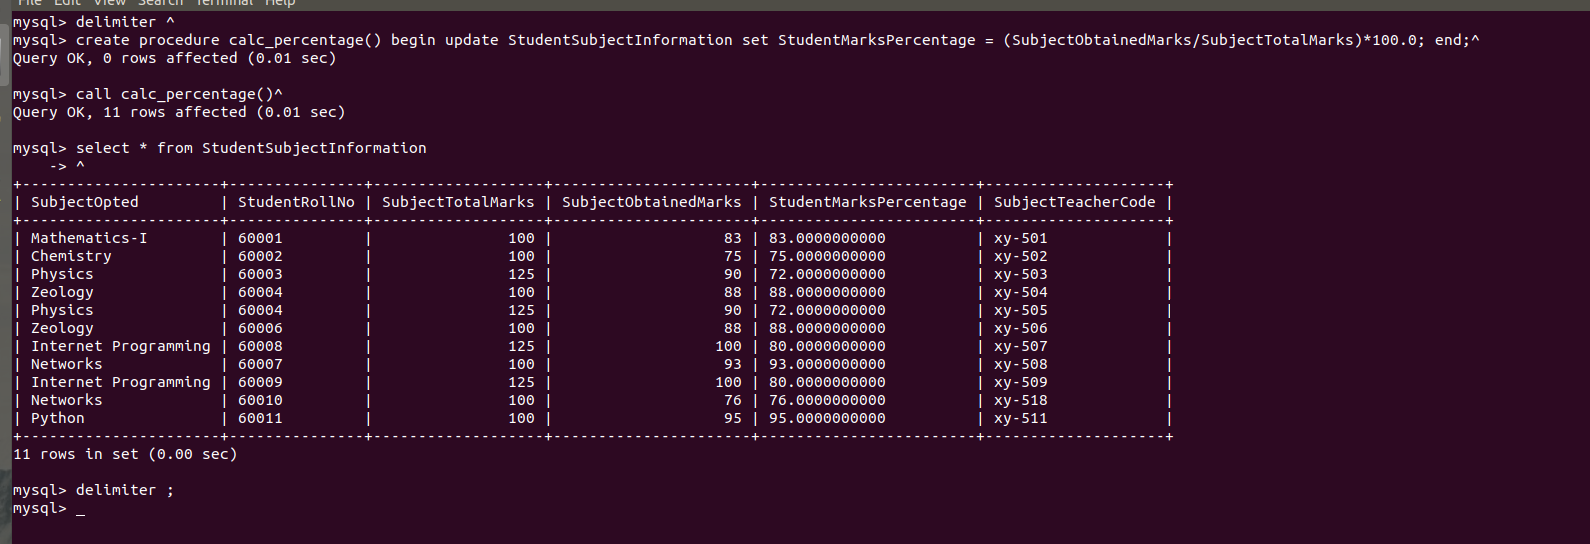 File Edit View Search Terminal Help
mysql> delimiter ^
mysql> create procedure calc_percentage() begin update StudentSubjectInformation set StudentMarksPercentage = (SubjectObtainedMarks/SubjectTotalMarks)*100.0; end;^
Query OK, 0 rows affected (0.01 sec)
mysql> call calc_percentage()^
Query OK, 11 rows affected (0.01 sec)
mysql> select * from StudentSubjectInformation
    -> ^
+----------------------+---------------+-------------------+----------------------+------------------------+--------------------+
| SubjectOpted         | StudentRollNo | SubjectTotalMarks | SubjectObtainedMarks | StudentMarksPercentage | SubjectTeacherCode |
+----------------------+---------------+-------------------+----------------------+------------------------+--------------------+
| Mathematics-I        | 60001         |               100 |                   83 | 83.0000000000          | xy-501             |
| Chemistry            | 60002         |               100 |                   75 | 75.0000000000          | xy-502             |
| Physics              | 60003         |               125 |                   90 | 72.0000000000          | xy-503             |
| Zeology              | 60004         |               100 |                   88 | 88.0000000000          | xy-504             |
| Physics              | 60004         |               125 |                   90 | 72.0000000000          | xy-505             |
| Zeology              | 60006         |               100 |                   88 | 88.0000000000          | xy-506             |
| Internet Programming | 60008         |               125 |                  100 | 80.0000000000          | xy-507             |
| Networks             | 60007         |               100 |                   93 | 93.0000000000          | xy-508             |
| Internet Programming | 60009         |               125 |                  100 | 80.0000000000          | xy-509             |
| Networks             | 60010         |               100 |                   76 | 76.0000000000          | xy-518             |
| Python               | 60011         |               100 |                   95 | 95.0000000000          | xy-511             |
+----------------------+---------------+-------------------+----------------------+------------------------+--------------------+
11 rows in set (0.00 sec)
mysql> delimiter ;
mysql> _